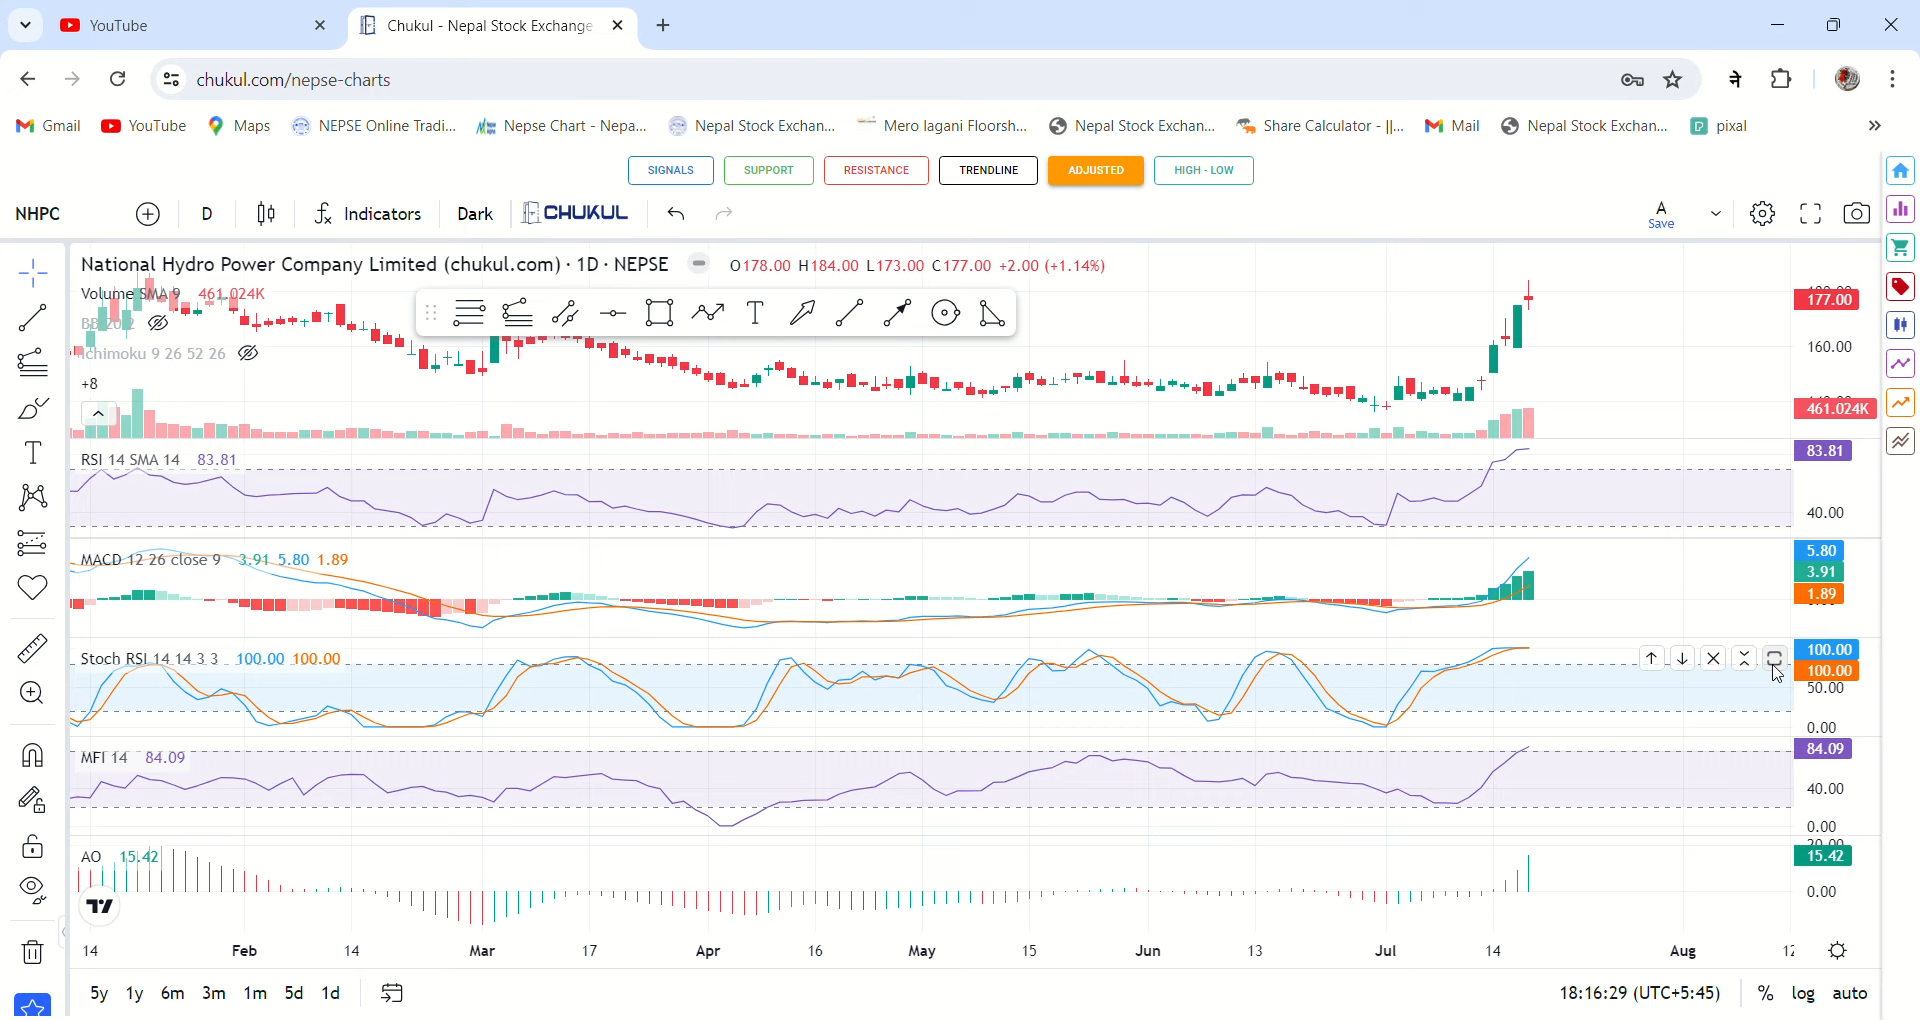 YouTube
Chukul - Nepal Stock Exchange
chukul.com/nepse-charts
ने
Gmail YouTube Maps NEPSE Online Tradi... Nepse Chart - Nepa... Nepal Stock Exchan... Mero lagani Floorsh... Nepal Stock Exchan... Share Calculator - ||... Mail Nepal Stock Exchan... pixal
SIGNALS SUPPORT RESISTANCE TRENDLINE ADJUSTED HIGH - LOW
NHPC D Indicators Dark CHUKUL A Save
National Hydro Power Company Limited (chukul.com) · 1D · NEPSE O178.00 H184.00 L173.00 C177.00 +2.00 (+1.14%)
Volume SMA 9 461.024K
177.00
Ichimoku 9 26 52 26
160.00
+8
461.024K
RSI 14 SMA 14 83.81
83.81
40.00
MACD 12 26 close 9 3.91 5.80 1.89
5.80
3.91
1.89
Stoch RSI 14 14 3 3 100.00 100.00
100.00
100.00
50.00
0.00
MFI 14 84.09
84.09
40.00
0.00
AO 15.42
15.42
0.00
14 Feb 14 Mar 17 Apr 16 May 15 Jun 13 Jul 14 Aug
5y 1y 6m 3m 1m 5d 1d 18:16:29 (UTC+5:45) % log auto